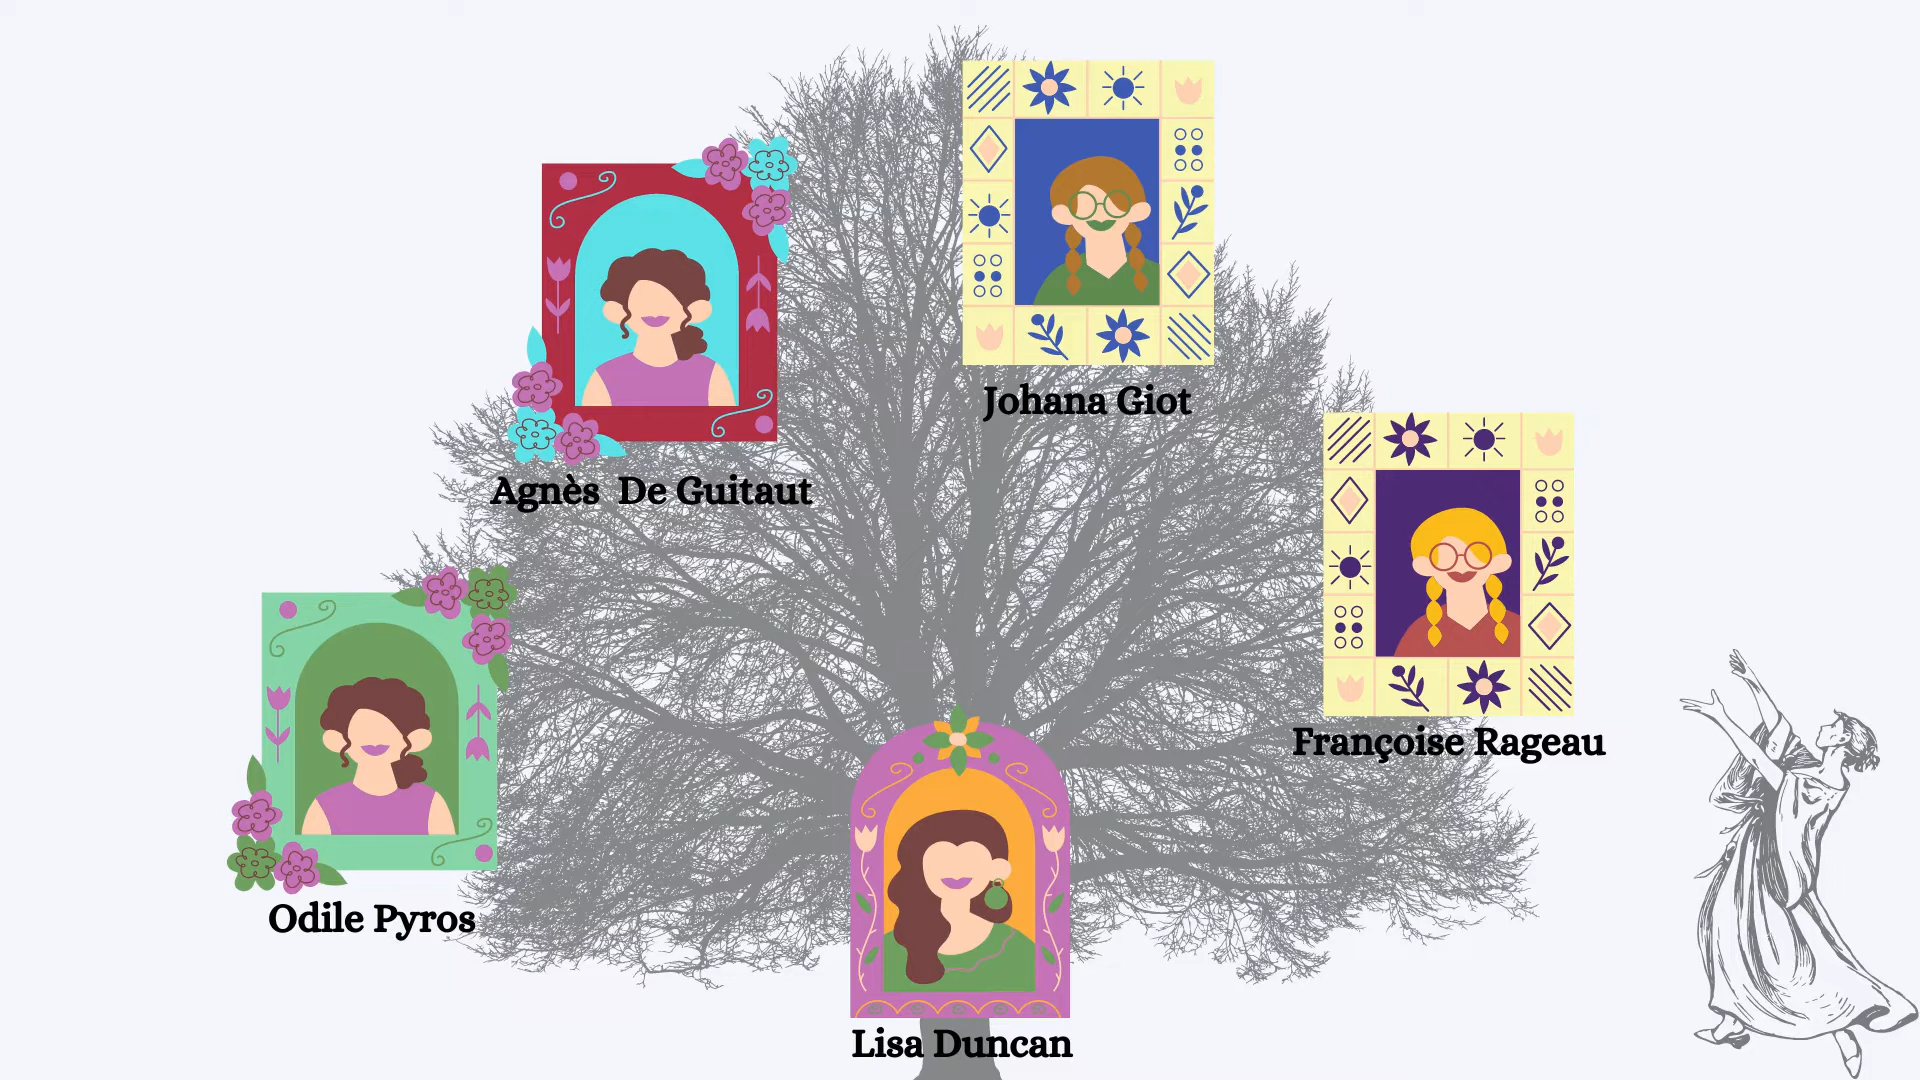 Johana Giot
Agnès De Guitaut
Françoise Rageau
Odile Pyros
Lisa Duncan